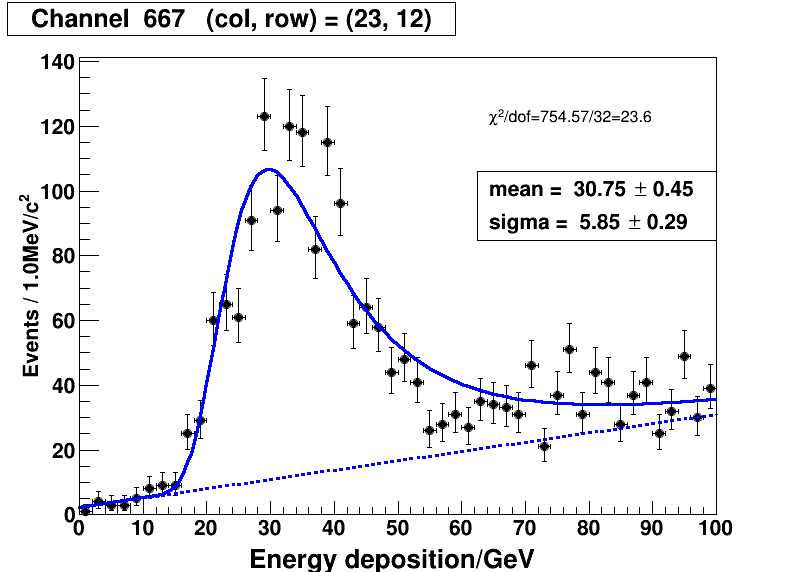 Channel  667   (col, row) = (23, 12)
χ²/dof=754.57/32=23.6
mean =  30.75 ± 0.45
sigma =  5.85 ± 0.29
Events / 1.0MeV/c²
140
120
100
80
60
40
20
0
0 10 20 30 40 50 60 70 80 90 100
Energy deposition/GeV